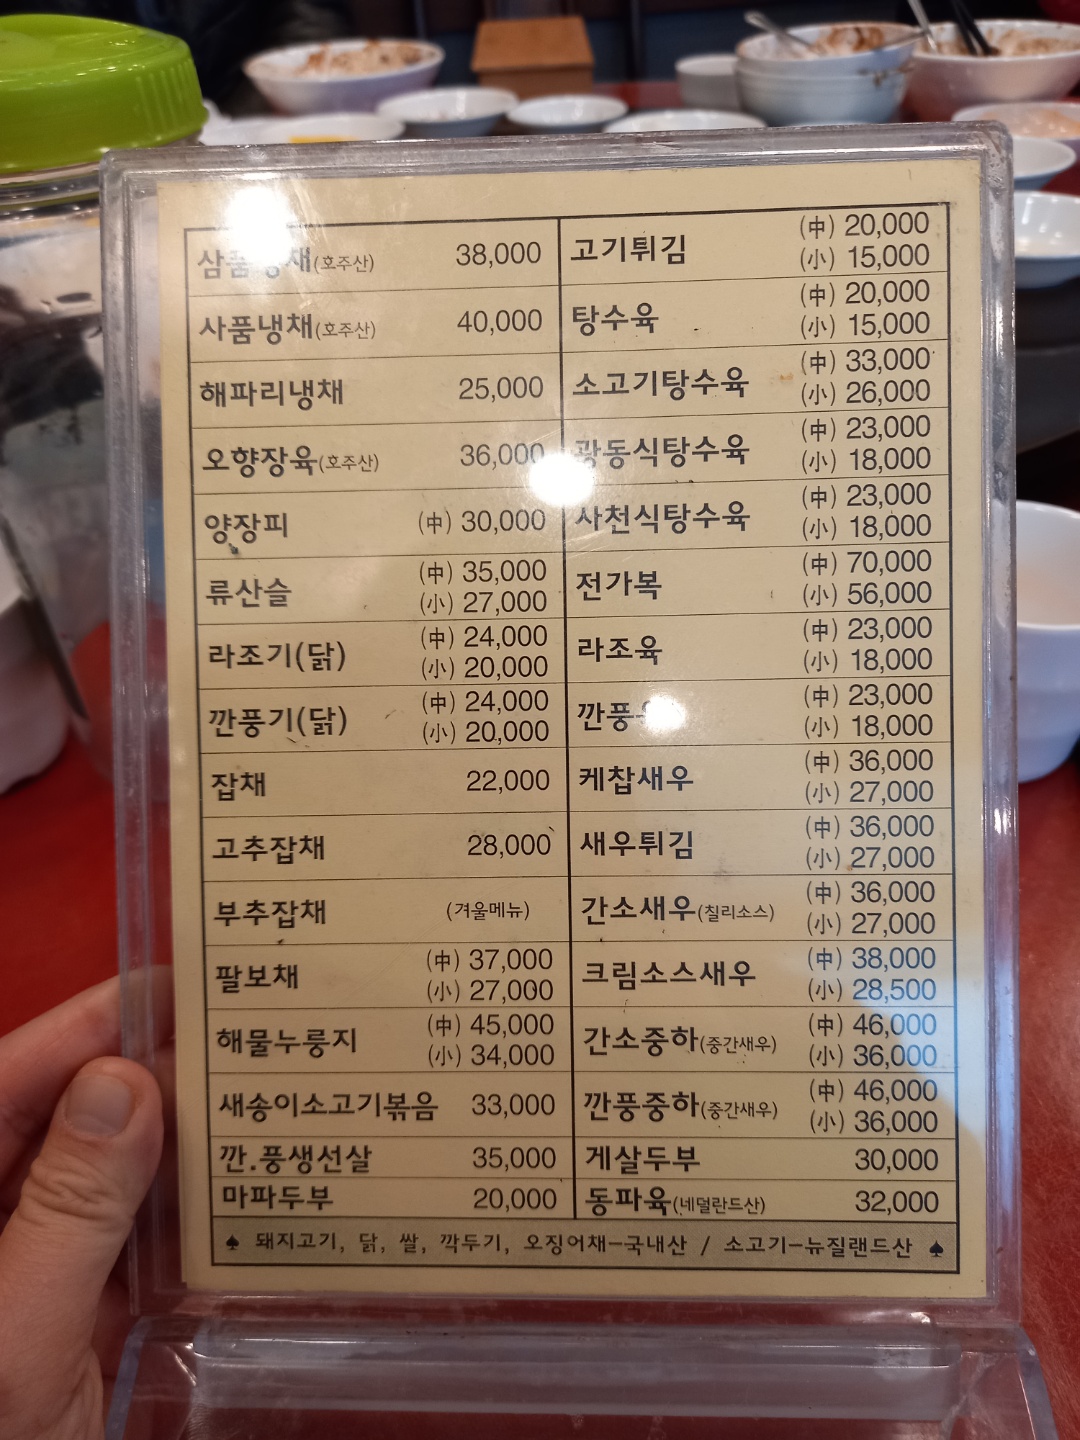 (호주산) 38,000
사품냉채(호주산) 40,000
해파리냉채 25,000
오향장육(호주산) 36,000
양장피 (中) 30,000
류산슬 (中) 35,000
(小) 27,000
라조기(닭) (中) 24,000
(小) 20,000
깐풍기(닭) (中) 24,000
(小) 20,000
잡채 22,000
고추잡채 28,000
부추잡채 (겨울메뉴)
팔보채 (中) 37,000
(小) 27,000
해물누룽지 (中) 45,000
(小) 34,000
새송이소고기볶음 33,000
깐.풍생선살 35,000
마파두부 20,000
고기튀김 (中) 20,000
(小) 15,000
탕수육 (中) 20,000
(小) 15,000
소고기탕수육 (中) 33,000
(小) 26,000
광동식탕수육 (中) 23,000
(小) 18,000
사천식탕수육 (中) 23,000
(小) 18,000
전가복 (中) 70,000
(小) 56,000
라조육 (中) 23,000
(小) 18,000
(中) 23,000
(小) 18,000
케찹새우 (中) 36,000
(小) 27,000
새우튀김 (中) 36,000
(小) 27,000
간소새우(칠리소스) (中) 36,000
(小) 27,000
크림소스새우 (中) 38,000
(小) 28,500
간소중하(중간새우) (中) 46,000
(小) 36,000
깐풍중하(중간새우) (中) 46,000
(小) 36,000
게살두부 30,000
동파육(네덜란드산) 32,000
♠ 돼지고기, 닭, 쌀, 깍두기, 오징어채-국내산 / 소고기-뉴질랜드산 ♠